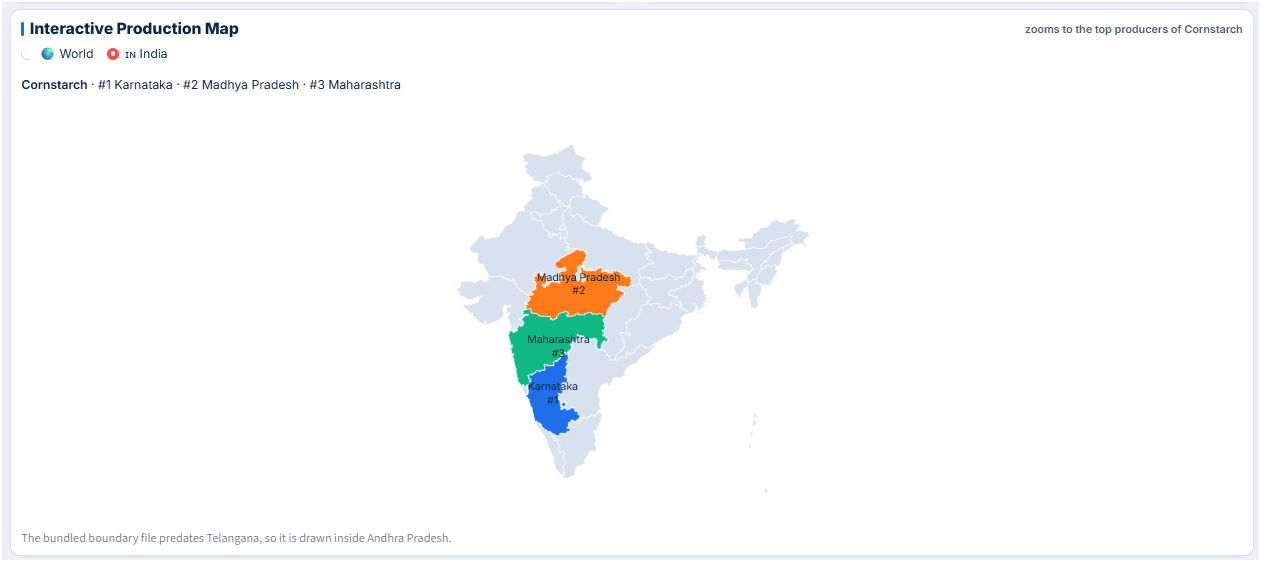 Interactive Production Map
zooms to the top producers of Cornstarch
World
IN India
Cornstarch · #1 Karnataka · #2 Madhya Pradesh · #3 Maharashtra
Madhya Pradesh
#2
Maharashtra
#3
Karnataka
#1
The bundled boundary file predates Telangana, so it is drawn inside Andhra Pradesh.